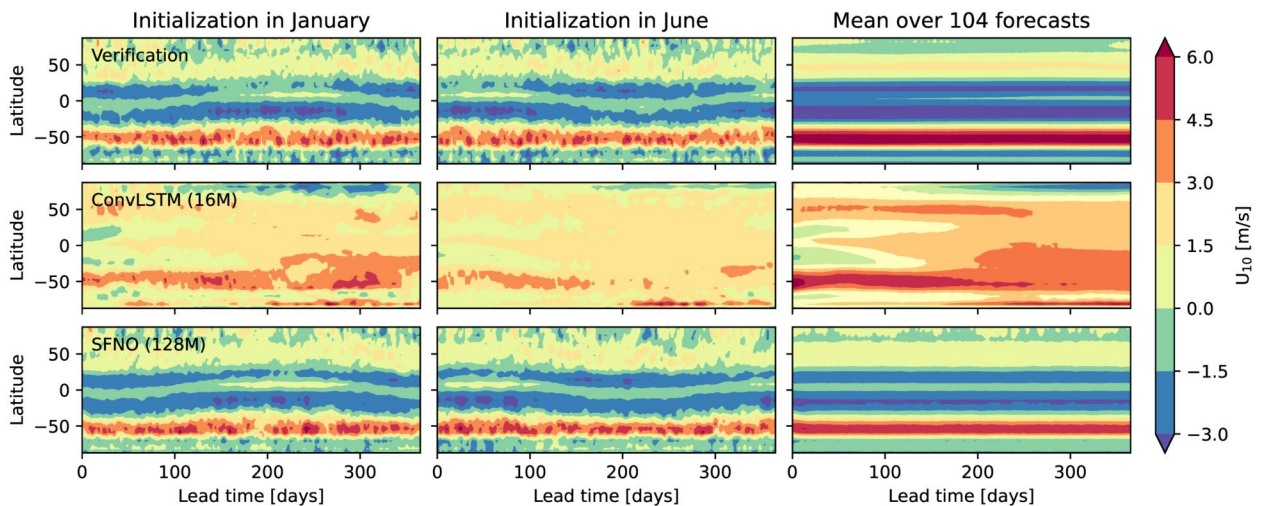 Initialization in January
Initialization in June
Mean over 104 forecasts
Latitude
50
0
−50
Verification
Latitude
50
0
−50
ConvLSTM (16M)
Latitude
50
0
−50
SFNO (128M)
0 100 200 300
0 100 200 300
0 100 200 300
Lead time [days]
Lead time [days]
Lead time [days]
6.0
4.5
3.0
1.5
0.0
−1.5
−3.0
U10 [m/s]